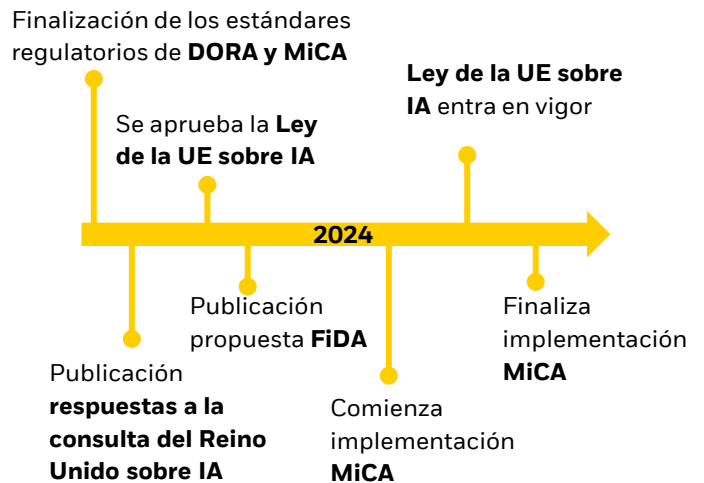 Finalización de los estándares
regulatorios de DORA y MiCA
Se aprueba la Ley
de la UE sobre IA
Ley de la UE sobre
IA entra en vigor
2024
Publicación
propuesta FiDA
Publicación
respuestas a la
consulta del Reino
Unido sobre IA
Comienza
implementación
MiCA
Finaliza
implementación
MiCA